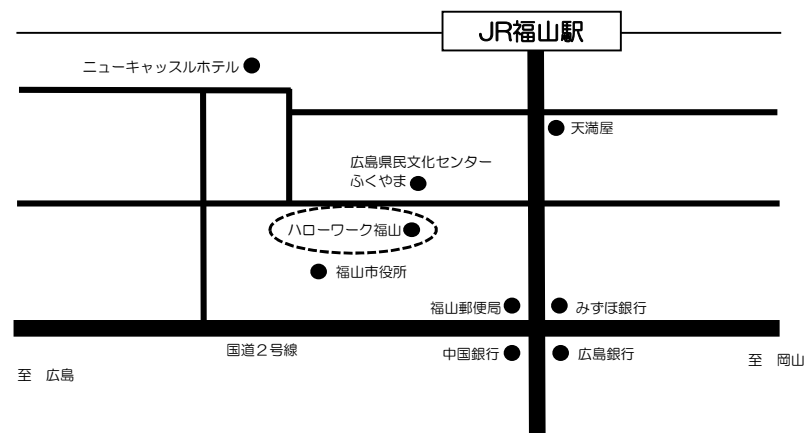 JR福山駅
ニューキャッスルホテル
天満屋
広島県民文化センター
ふくやま
ハローワーク福山
福山市役所
福山郵便局
みずほ銀行
国道２号線
中国銀行
広島銀行
至　岡山
至　広島